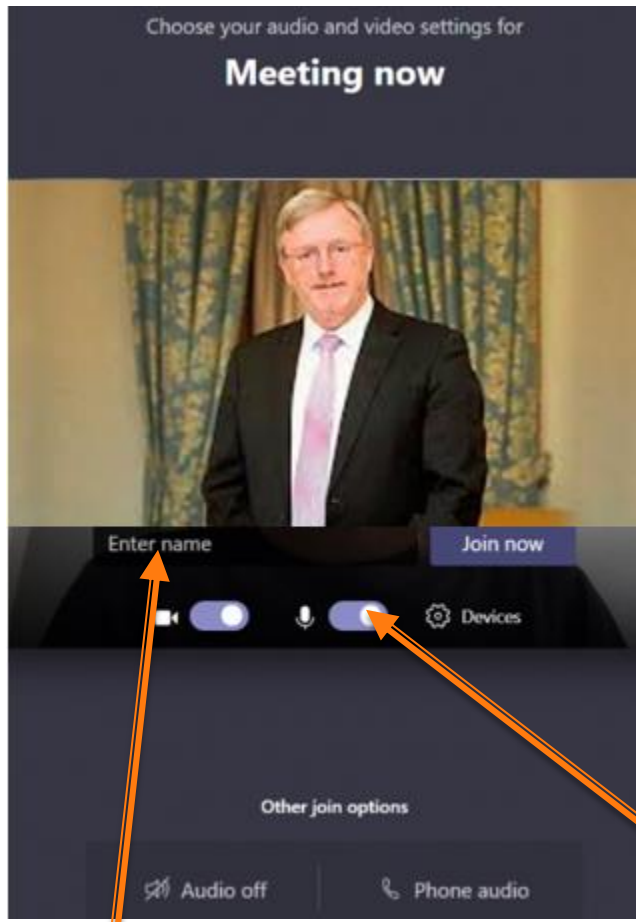 Choose your audio and video settings for
Meeting now
Enter name
Join now
Devices
Other join options
Audio off
Phone audio